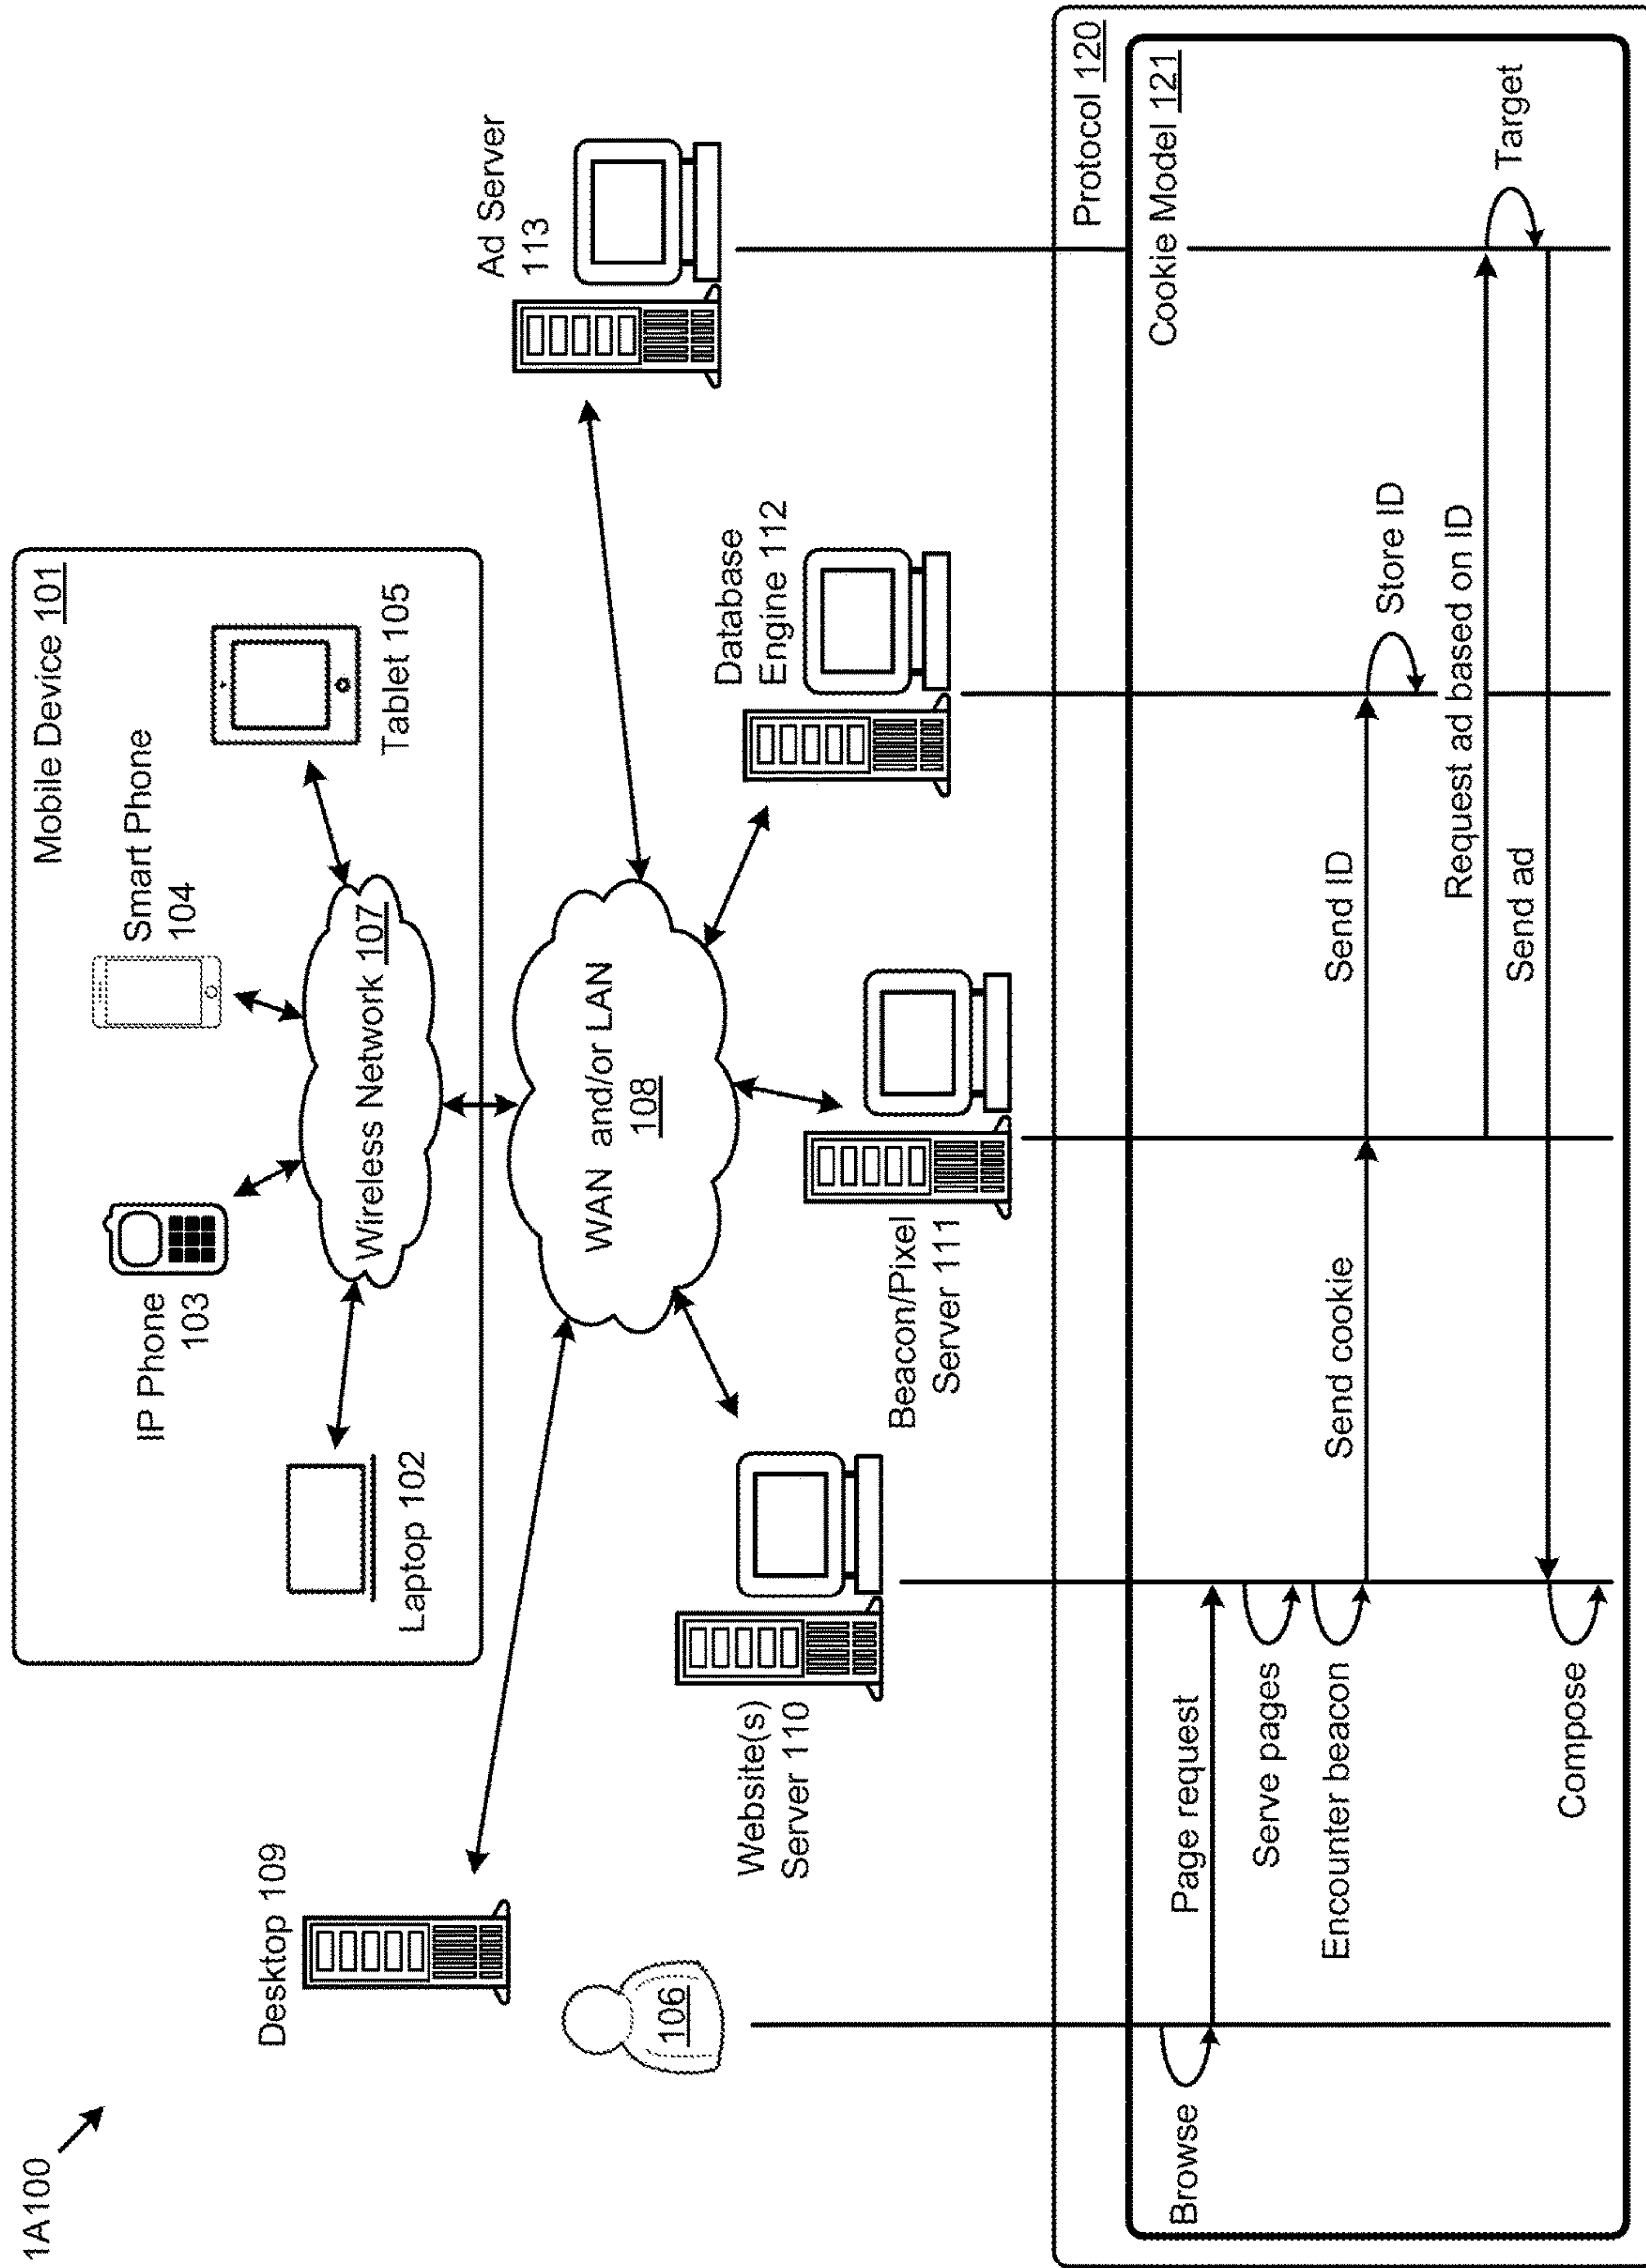 1A100
Mobile Device 101
IP Phone
103
Smart Phone
104
Laptop 102
Wireless Network 107
Tablet 105
Desktop 109
WAN and/or LAN
108
106
Website(s)
Server 110
Beacon/Pixel
Server 111
Database
Engine 112
Ad Server
113
Protocol 120
Cookie Model 121
Browse
Page request
Serve pages
Encounter beacon
Send cookie
Send ID
Store ID
Request ad based on ID
Target
Send ad
Compose